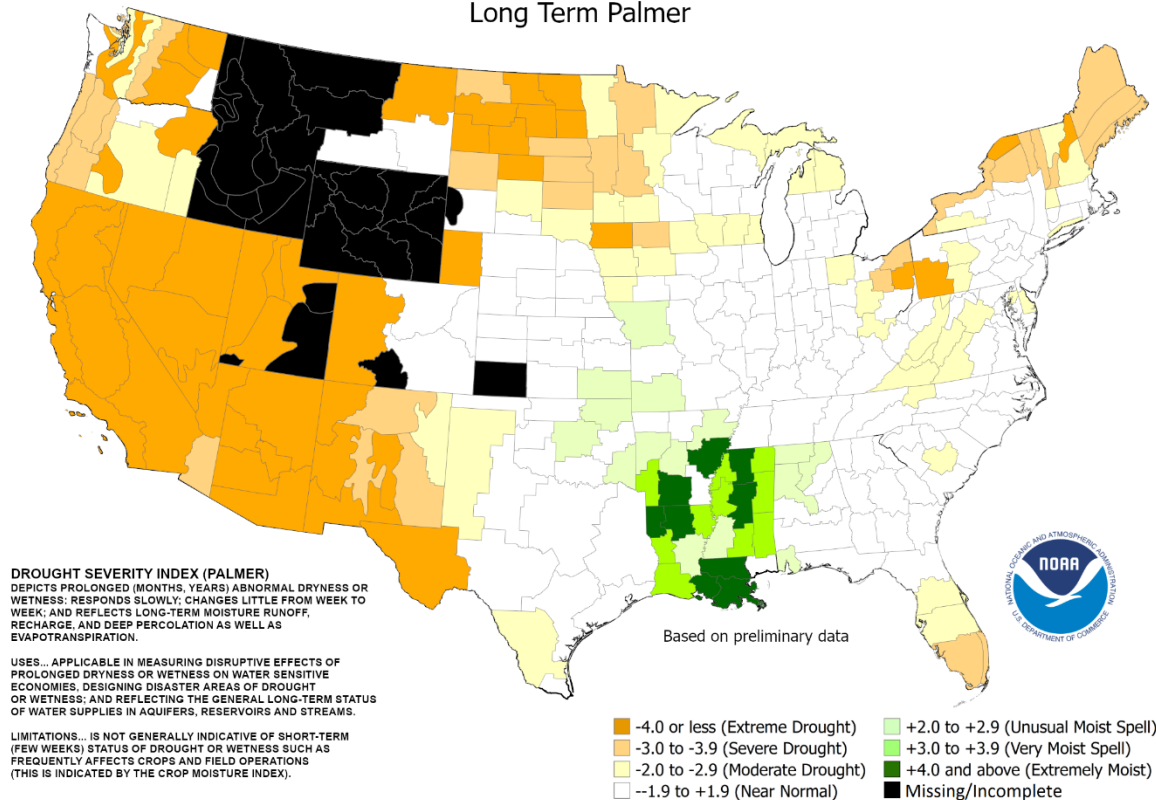 Long Term Palmer
DROUGHT SEVERITY INDEX (PALMER)
DEPICTS PROLONGED (MONTHS, YEARS) ABNORMAL DRYNESS OR
WETNESS: RESPONDS SLOWLY; CHANGES LITTLE FROM WEEK TO
WEEK; AND REFLECTS LONG-TERM MOISTURE RUNOFF,
RECHARGE, AND DEEP PERCOLATION AS WELL AS
EVAPOTRANSPIRATION.
USES... APPLICABLE IN MEASURING DISRUPTIVE EFFECTS OF
PROLONGED DRYNESS OR WETNESS ON WATER SENSITIVE
ECONOMIES, DESIGNING DISASTER AREAS OF DROUGHT
OR WETNESS; AND REFLECTING THE GENERAL LONG-TERM STATUS
OF WATER SUPPLIES IN AQUIFERS, RESERVOIRS AND STREAMS.
LIMITATIONS... IS NOT GENERALLY INDICATIVE OF SHORT-TERM
(FEW WEEKS) STATUS OF DROUGHT OR WETNESS SUCH AS
FREQUENTLY AFFECTS CROPS AND FIELD OPERATIONS
(THIS IS INDICATED BY THE CROP MOISTURE INDEX).
NATIONAL OCEANIC AND ATMOSPHERIC ADMINISTRATION
NOAA
U.S. DEPARTMENT OF COMMERCE
Based on preliminary data
-4.0 or less (Extreme Drought)
-3.0 to -3.9 (Severe Drought)
-2.0 to -2.9 (Moderate Drought)
--1.9 to +1.9 (Near Normal)
+2.0 to +2.9 (Unusual Moist Spell)
+3.0 to +3.9 (Very Moist Spell)
+4.0 and above (Extremely Moist)
Missing/Incomplete